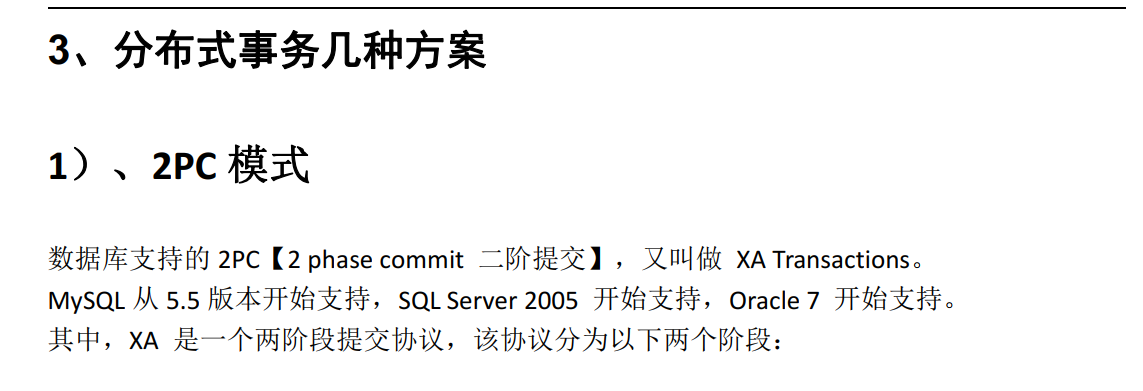 3、分布式事务几种方案
1）、2PC 模式
数据库支持的 2PC【2 phase commit 二阶提交】，又叫做 XA Transactions。
MySQL 从 5.5 版本开始支持，SQL Server 2005 开始支持，Oracle 7 开始支持。
其中，XA 是一个两阶段提交协议，该协议分为以下两个阶段：